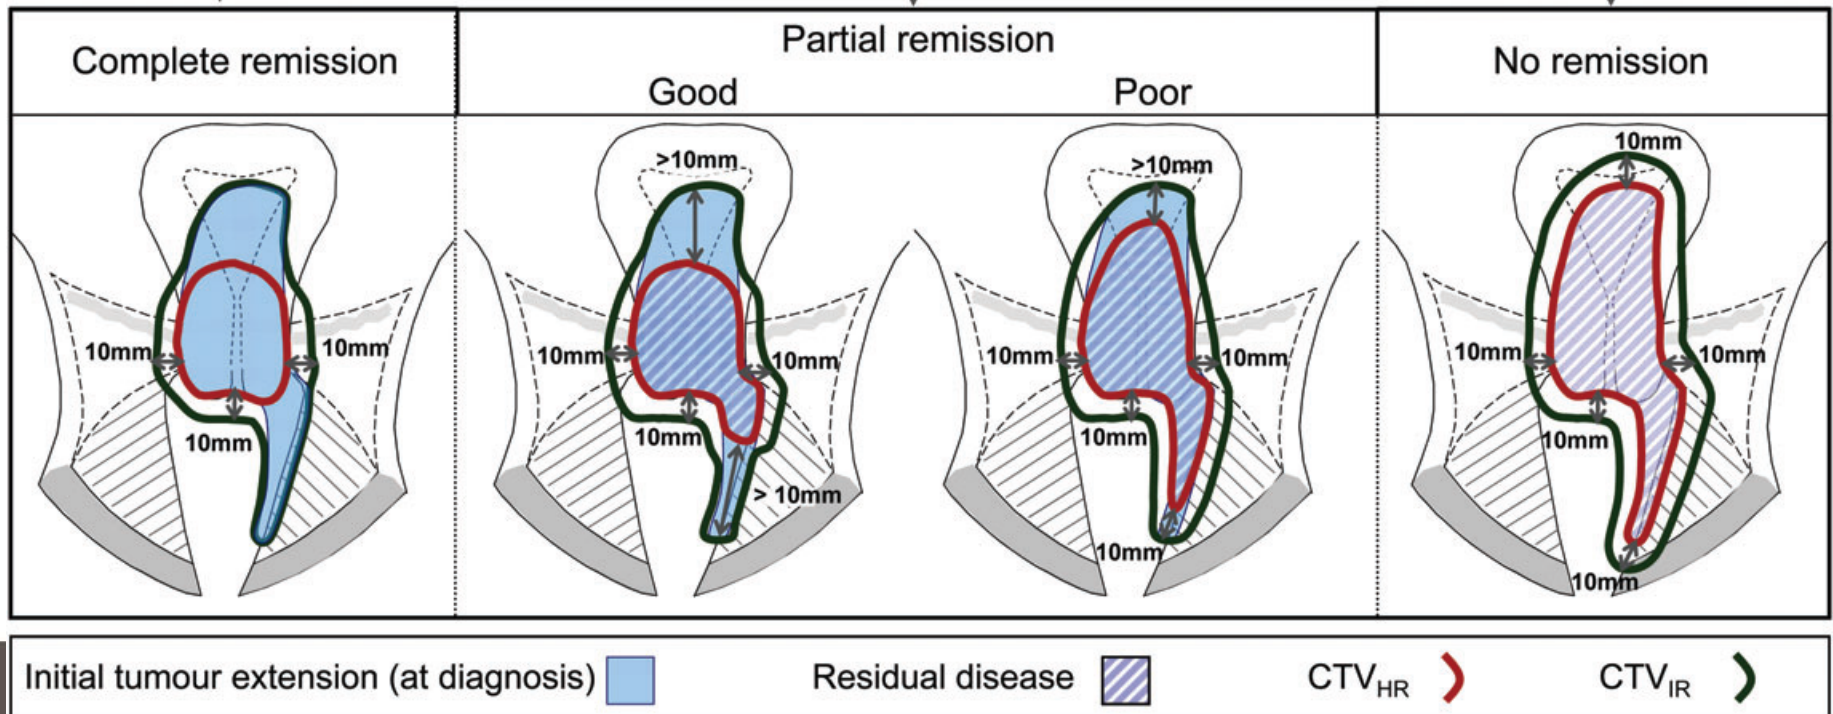 Complete remission
Partial remission
Good
Poor
No remission
10mm
10mm
10mm
>10mm
10mm
10mm
10mm
> 10mm
>10mm
10mm
10mm
10mm
10mm
10mm
10mm
10mm
10mm
10mm
Initial tumour extension (at diagnosis)
Residual disease
CTVHR
CTVIR